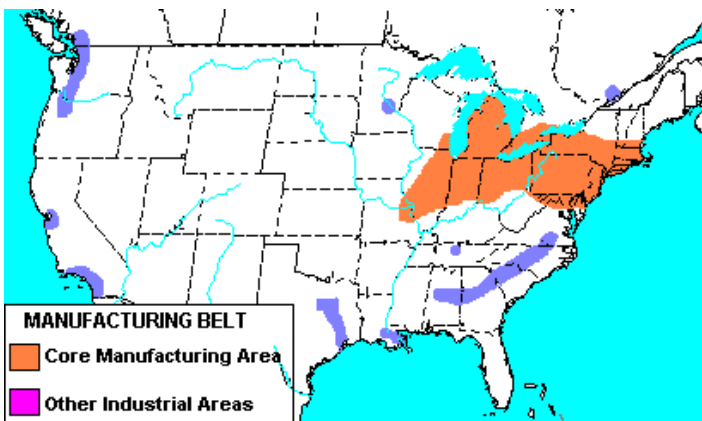 MANUFACTURING BELT
Core Manufacturing Area
Other Industrial Areas